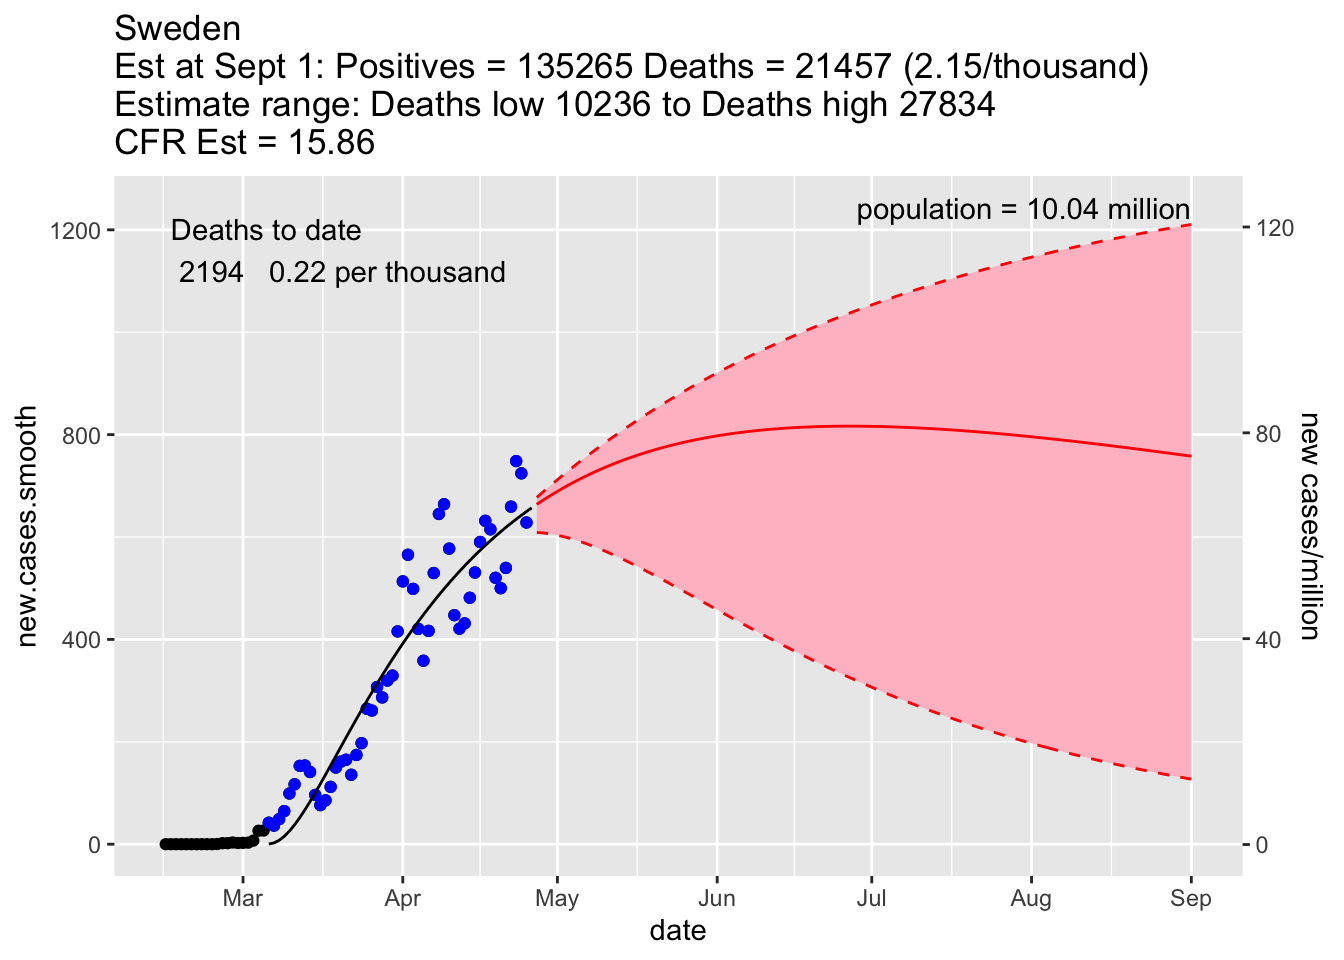 Sweden
Est at Sept 1: Positives = 135265 Deaths = 21457 (2.15/thousand)
Estimate range: Deaths low 10236 to Deaths high 27834
CFR Est = 15.86
population = 10.04 million
Deaths to date
2194 0.22 per thousand
1200
800
400
0
new.cases.smooth
120
80
40
0
new cases/million
Mar Apr May Jun Jul Aug Sep
date